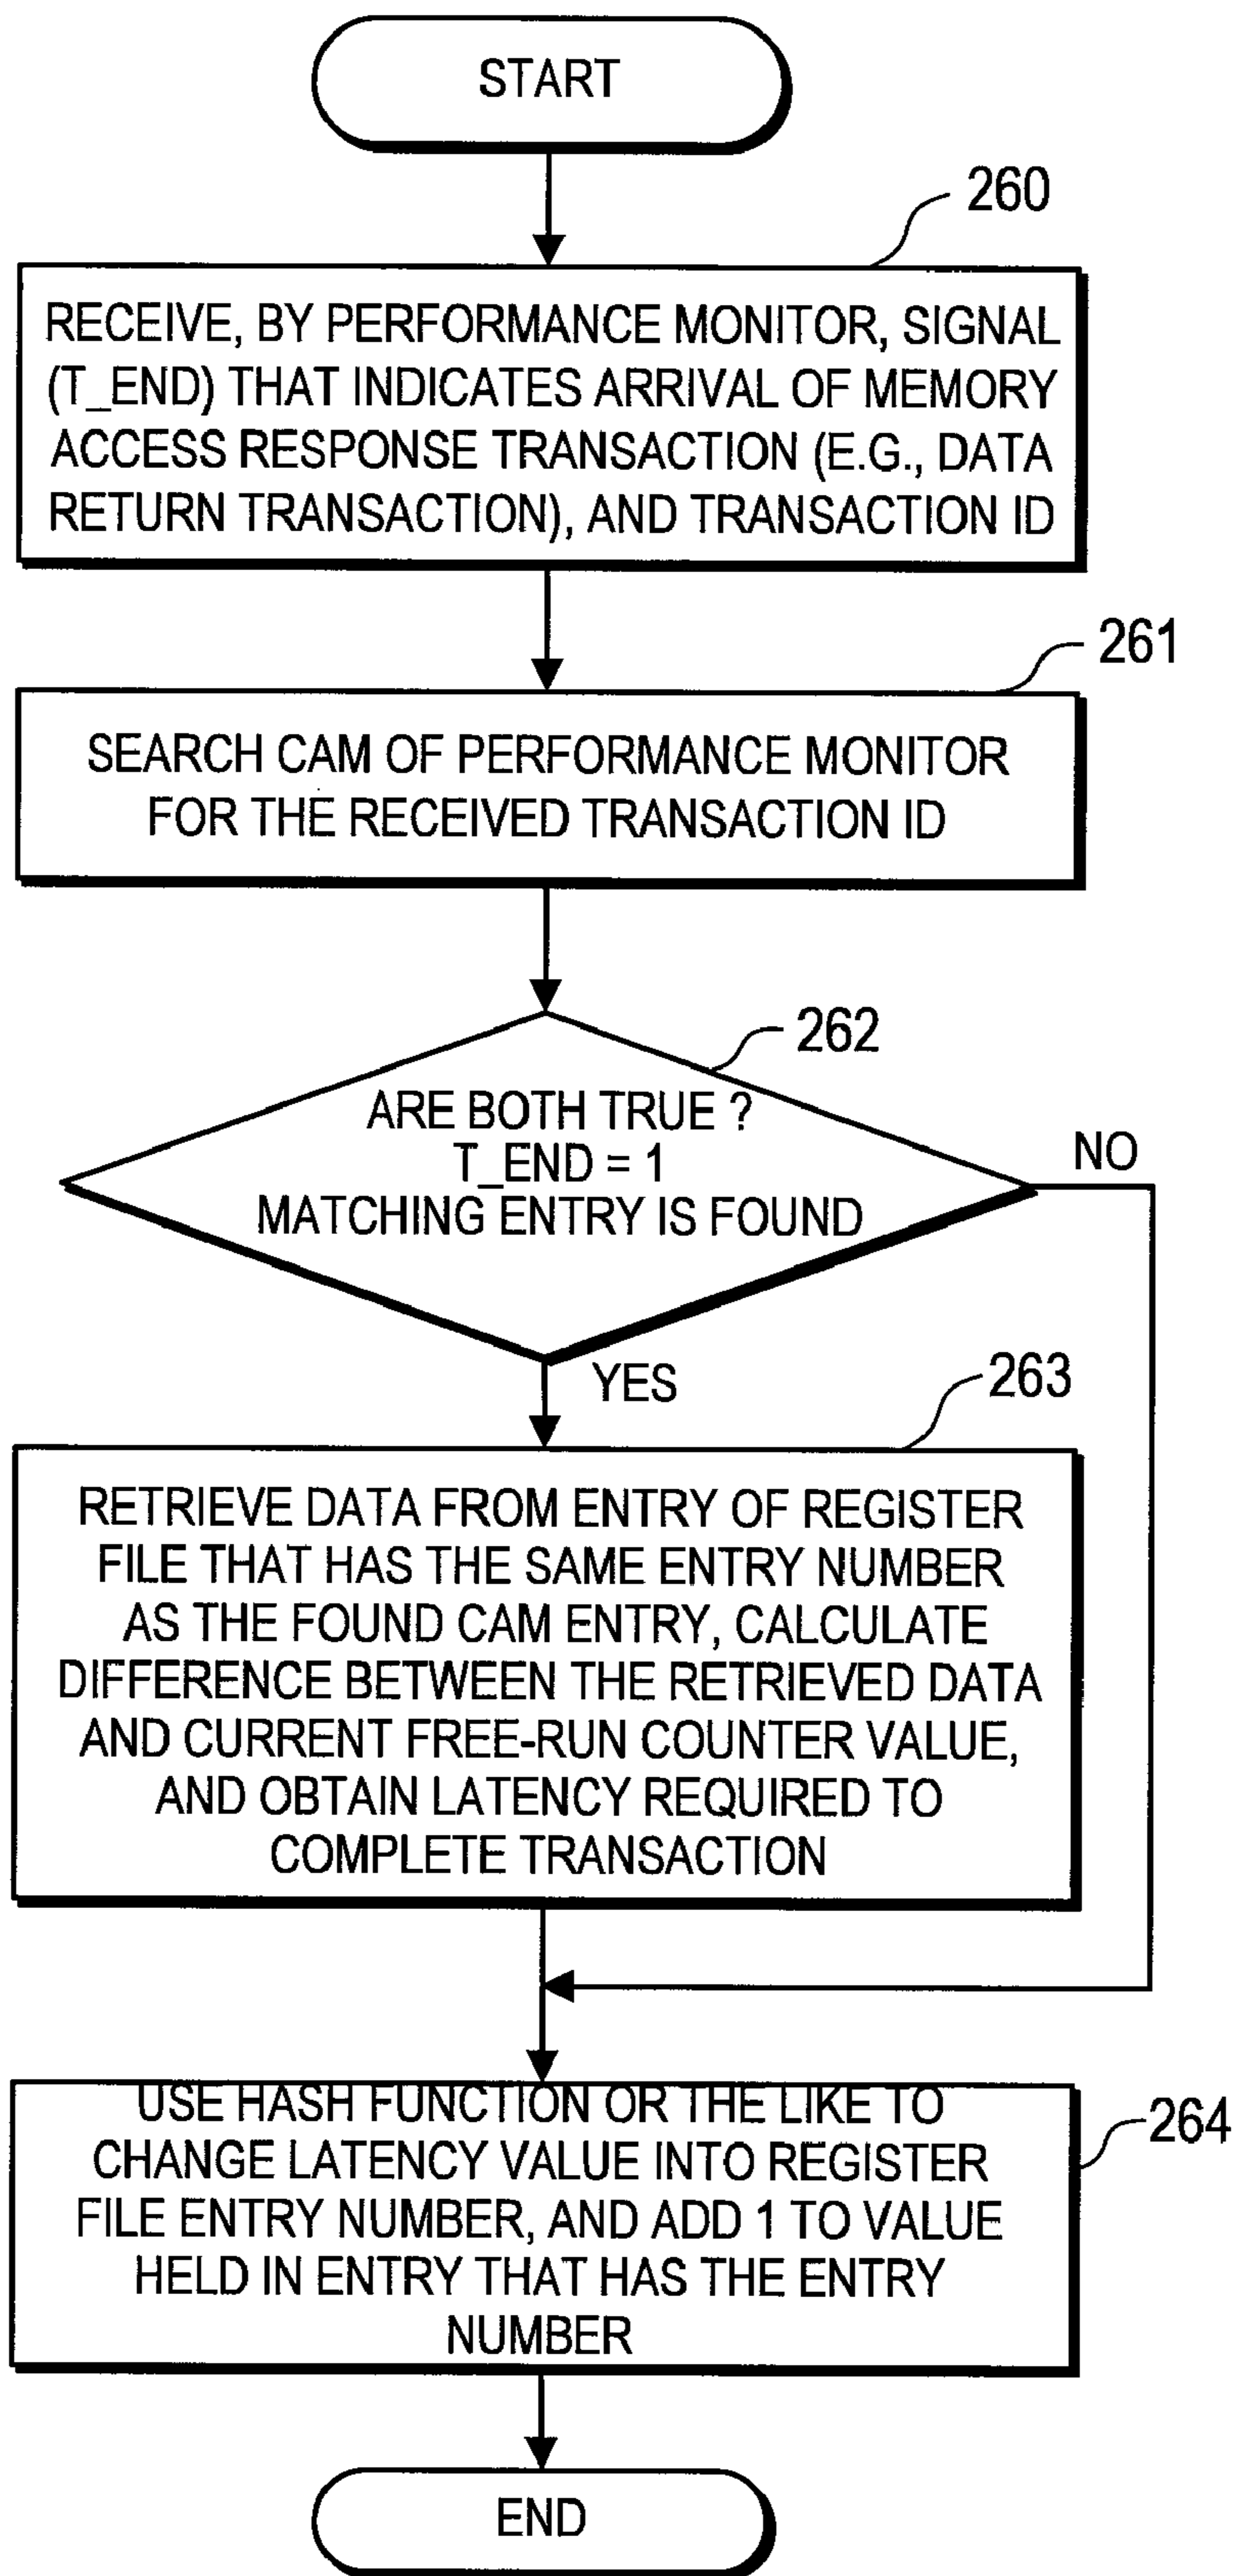 START
260
RECEIVE, BY PERFORMANCE MONITOR, SIGNAL
(T_END) THAT INDICATES ARRIVAL OF MEMORY
ACCESS RESPONSE TRANSACTION (E.G., DATA
RETURN TRANSACTION), AND TRANSACTION ID
261
SEARCH CAM OF PERFORMANCE MONITOR
FOR THE RECEIVED TRANSACTION ID
262
ARE BOTH TRUE ?
T_END = 1
MATCHING ENTRY IS FOUND
NO
YES
263
RETRIEVE DATA FROM ENTRY OF REGISTER
FILE THAT HAS THE SAME ENTRY NUMBER
AS THE FOUND CAM ENTRY, CALCULATE
DIFFERENCE BETWEEN THE RETRIEVED DATA
AND CURRENT FREE-RUN COUNTER VALUE,
AND OBTAIN LATENCY REQUIRED TO
COMPLETE TRANSACTION
264
USE HASH FUNCTION OR THE LIKE TO
CHANGE LATENCY VALUE INTO REGISTER
FILE ENTRY NUMBER, AND ADD 1 TO VALUE
HELD IN ENTRY THAT HAS THE ENTRY
NUMBER
END